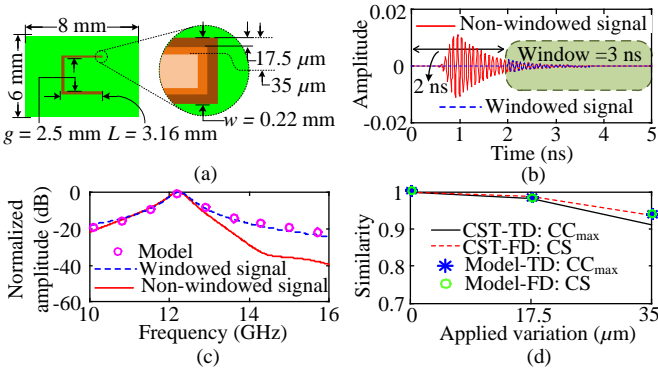 8 mm
6 mm
17.5 μm
35 μm
w = 0.22 mm
g = 2.5 mm L = 3.16 mm
(a)
Amplitude
0.01
0
-0.02
Non-windowed signal
Window =3 ns
2 ns
Windowed signal
0 1 2 3 4 5
Time (ns)
(b)
Normalized
amplitude (dB)
0
-20
-40
-60
Model
Windowed signal
Non-windowed signal
10 12 14 16
Frequency (GHz)
(c)
Similarity
1
0.9
0.8
0.7
CST-TD: CCmax
CST-FD: CS
Model-TD: CCmax
Model-FD: CS
0 17.5 35
Applied variation (μm)
(d)